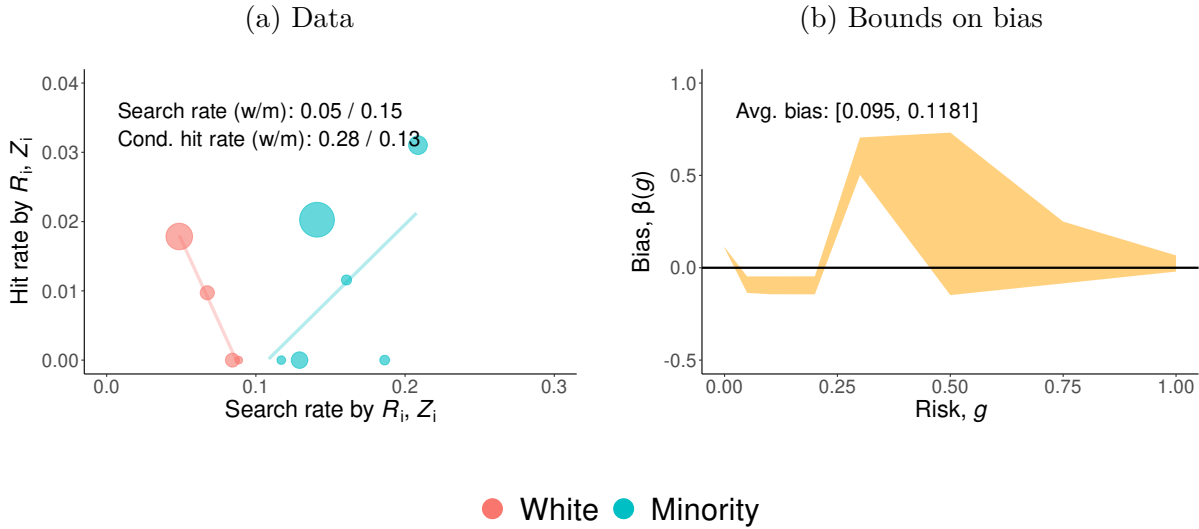 (a) Data
Search rate (w/m): 0.05 / 0.15
Cond. hit rate (w/m): 0.28 / 0.13
Hit rate by Ri, Zi
0.04
0.03
0.02
0.01
0.00
0.0
0.1
0.2
0.3
Search rate by Ri, Zi
(b) Bounds on bias
Avg. bias: [0.095, 0.1181]
Bias, β(g)
1.0
0.5
0.0
-0.5
0.00
0.25
0.50
0.75
1.00
Risk, g
White
Minority